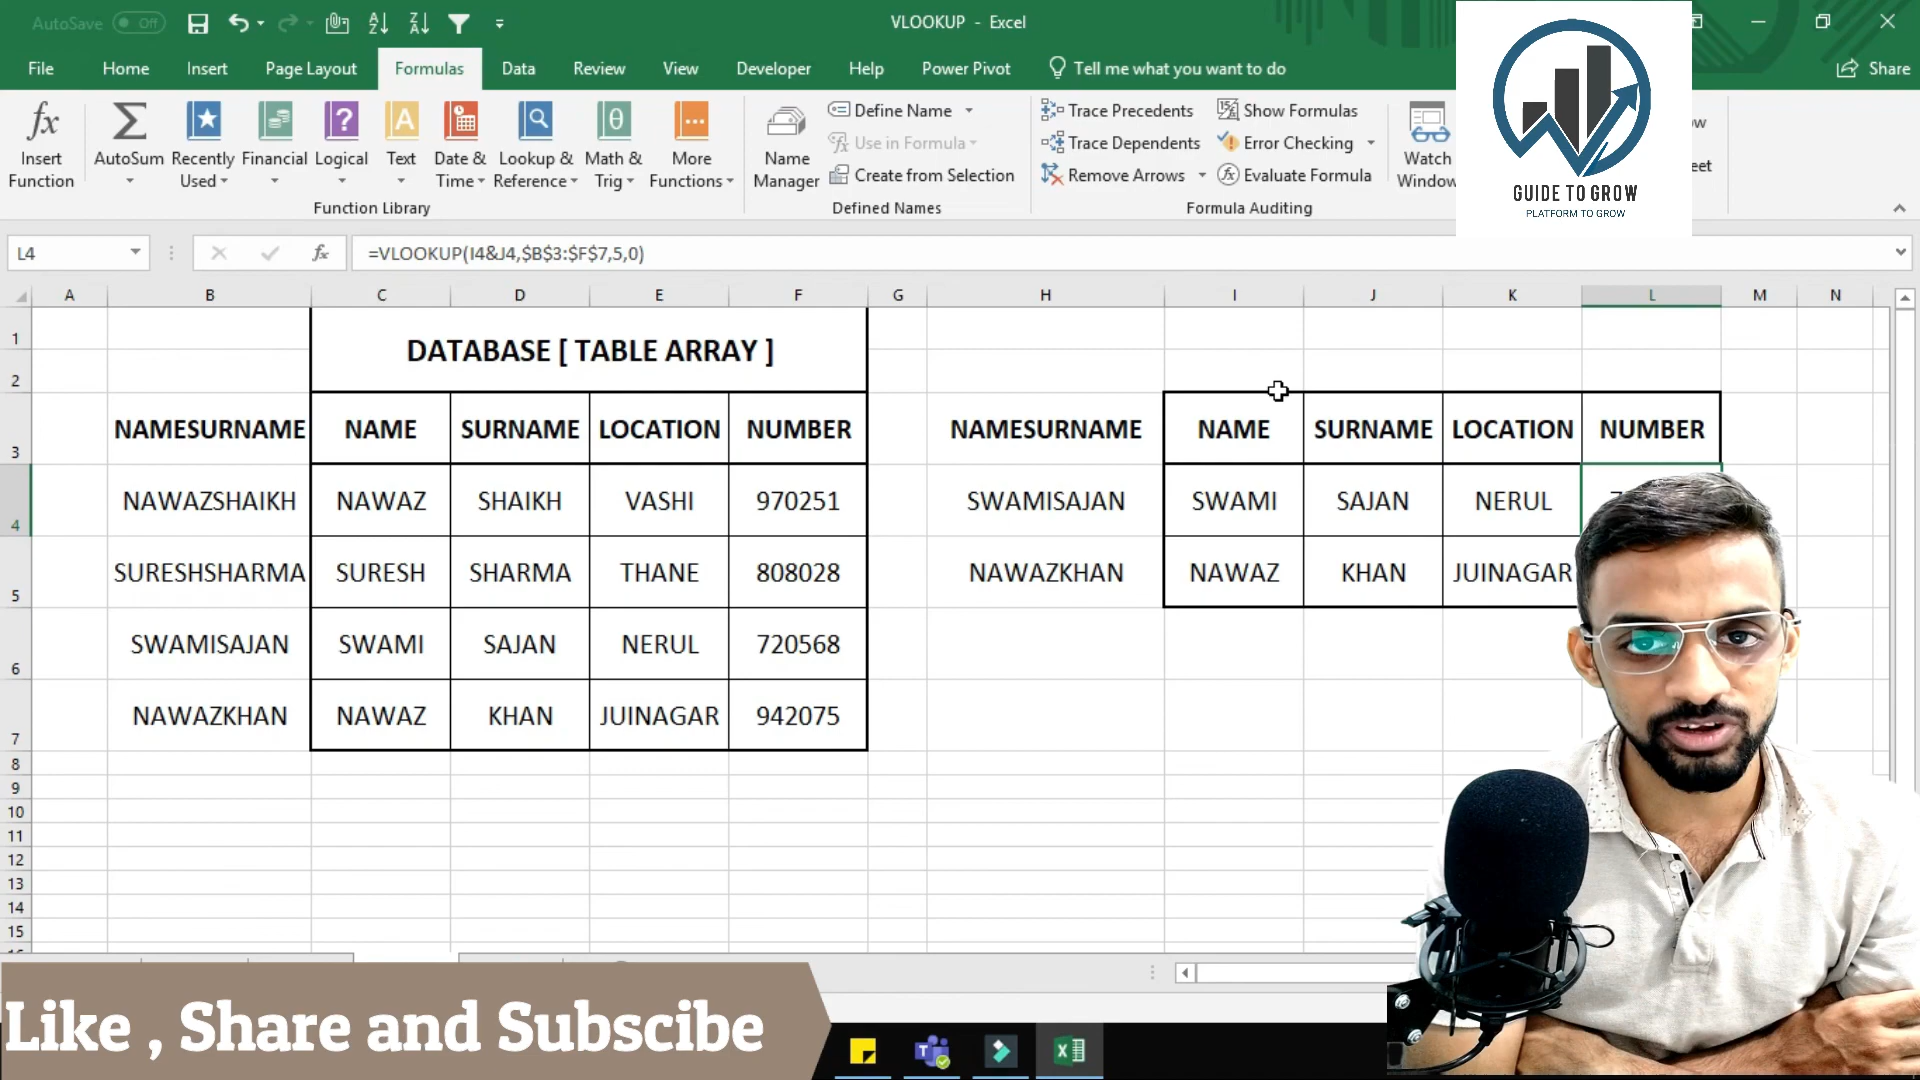 AutoSave Off
VLOOKUP - Excel
File Home Insert Page Layout Formulas Data Review View Developer Help Power Pivot Tell me what you want to do Share
Insert Function
AutoSum
Recently Used
Financial
Logical
Text
Date & Time
Lookup & Reference
Math & Trig
More Functions
Function Library
Name Manager
Define Name
Use in Formula
Create from Selection
Defined Names
Trace Precedents
Trace Dependents
Remove Arrows
Show Formulas
Error Checking
Evaluate Formula
Formula Auditing
Watch Window
GUIDE TO GROW
PLATFORM TO GROW
L4 fx =VLOOKUP(I4&J4,$B$3:$F$7,5,0)
A B C D E F G H I J K L M N
1
DATABASE [ TABLE ARRAY ]
2
3 NAMESURNAME NAME SURNAME LOCATION NUMBER NAMESURNAME NAME SURNAME LOCATION NUMBER
4 NAWAZSHAIKH NAWAZ SHAIKH VASHI 970251 SWAMISAJAN SWAMI SAJAN NERUL
5 SURESHSHARMA SURESH SHARMA THANE 808028 NAWAZKHAN NAWAZ KHAN JUINAGAR
6 SWAMISAJAN SWAMI SAJAN NERUL 720568
7 NAWAZKHAN NAWAZ KHAN JUINAGAR 942075
8
9
10
11
12
13
14
15
Like , Share and Subscibe